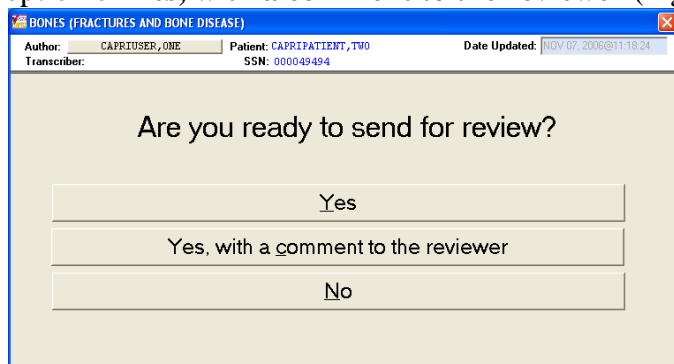 BONES (FRACTURES AND BONE DISEASE)
Author: CAPRIUSER,ONE Patient: CAPRIPATIENT,TWO Date Updated: NOV 07, 2006@11:18:24
Transcriber: SSN: 000049494
Are you ready to send for review?
Yes
Yes, with a comment to the reviewer
No